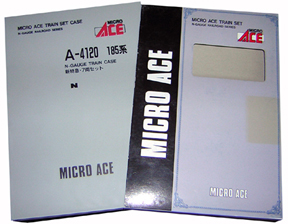 MICRO ACE TRAIN SET CASE
N-GAUGE RAILROAD SERIES
MICRO
ACE
A-4120 185系
N-GAUGE TRAIN CASE
新特急・7両セット
N
MICRO ACE
MICRO ACE
MICRO ACE TRAIN SET
N-GAUGE RAILROAD SERIES
MICRO
ACE
MICRO ACE